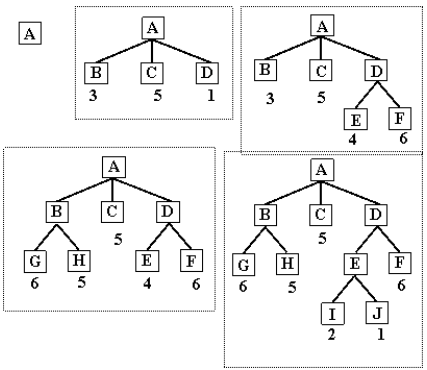 A
A
B C D
3 5 1
A
B C D
3 5
E F
4 6
A
B C D
5
G H E F
6 5 4 6
A
B C D
5
G H E F
6 5 6
I J
2 1